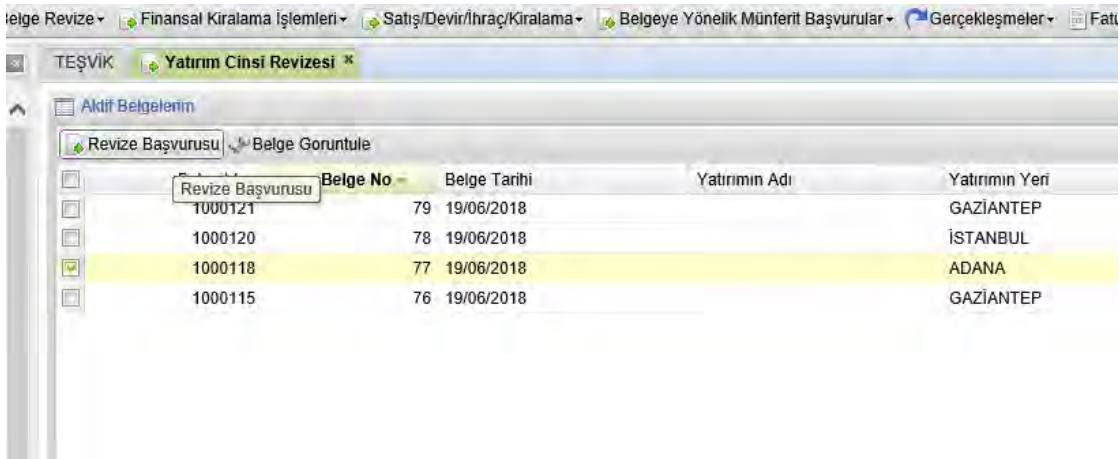 elge Revize Finansal Kiralama İşlemleri Satış/Devir/İhraç/Kiralama Belgeye Yönelik Münferit Başvurular Gerçekleşmeler Fatu
TEŞVİK Yatırım Cinsi Revizesi
Aktif Belgelerim
Revize Başvurusu Belge Goruntule
Belge No Belge Tarihi Yatırımın Adı Yatırımın Yeri
Revize Başvurusu
1000121 79 19/06/2018 GAZİANTEP
1000120 78 19/06/2018 İSTANBUL
1000118 77 19/06/2018 ADANA
1000115 76 19/06/2018 GAZİANTEP